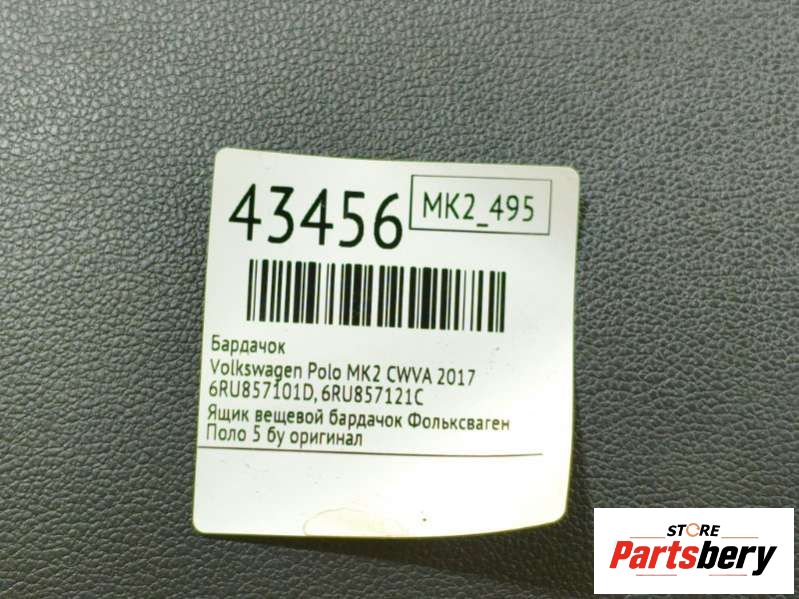 43456
MK2_495
Бардачок
Volkswagen Polo MK2 CWVA 2017
6RU857101D, 6RU857121C
Ящик вещевой бардачок Фольксваген
Поло 5 бу оригинал
STORE
Partsbery